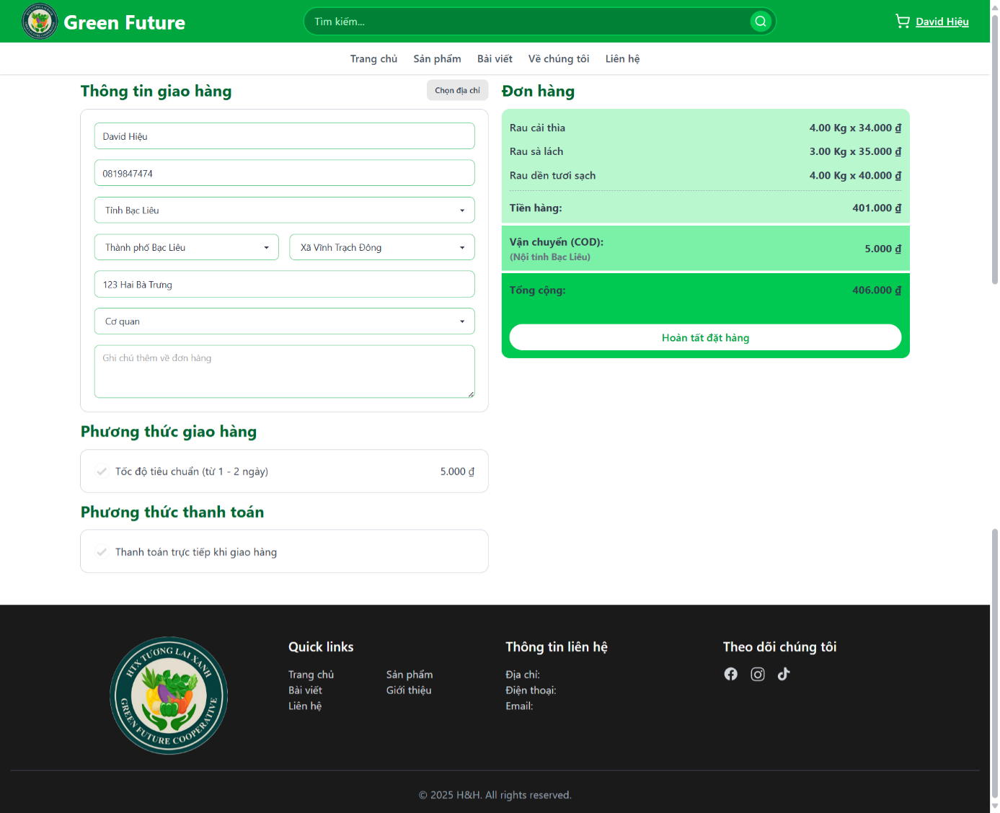 Green Future
Tìm kiếm...
David Hiệu
Trang chủ Sản phẩm Bài viết Về chúng tôi Liên hệ
Thông tin giao hàng
Chọn địa chỉ
David Hiệu
0819847474
Tỉnh Bạc Liêu
Thành phố Bạc Liêu
Xã Vĩnh Trạch Đông
123 Hai Bà Trưng
Cơ quan
Ghi chú thêm về đơn hàng
Phương thức giao hàng
Tốc độ tiêu chuẩn (từ 1 - 2 ngày) 5.000 ₫
Phương thức thanh toán
Thanh toán trực tiếp khi giao hàng
Đơn hàng
Rau cải thìa 4.00 Kg x 34.000 ₫
Rau sà lách 3.00 Kg x 35.000 ₫
Rau dền tươi sạch 4.00 Kg x 40.000 ₫
Tiền hàng: 401.000 ₫
Vận chuyển (COD):
(Nội tỉnh Bạc Liêu)
5.000 ₫
Tổng cộng: 406.000 ₫
Hoàn tất đặt hàng
HTX TƯƠNG LAI XANH
GREEN FUTURE COOPERATIVE
Quick links
Trang chủ Sản phẩm
Bài viết Giới thiệu
Liên hệ
Thông tin liên hệ
Địa chỉ:
Điện thoại:
Email:
Theo dõi chúng tôi
© 2025 H&H. All rights reserved.